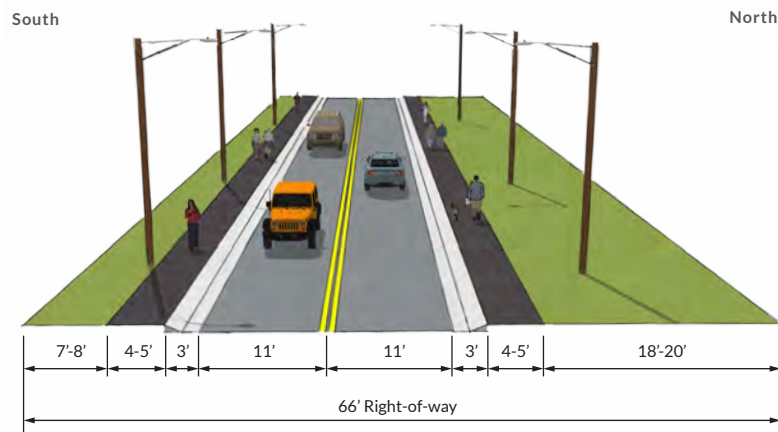 South
North
7’-8’
4-5’
3’
11’
11’
3’
4-5’
18’-20’
66’ Right-of-way